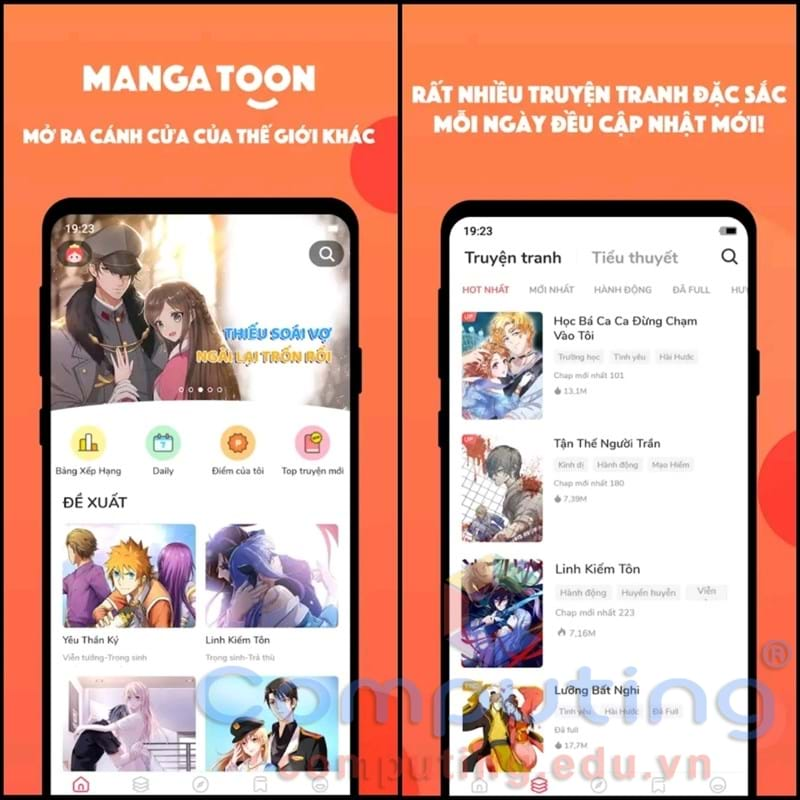 MANGATOON
MỞ RA CÁNH CỬA CỦA THẾ GIỚI KHÁC
19:23
THIẾU SOÁI VỢ
NGÀI LẠI TRỐN RỒI
Bảng Xếp Hạng
Daily
Điểm của tôi
Top truyện mới
ĐỀ XUẤT
Yêu Thần Ký
Viễn tưởng-Trong sinh
Linh Kiếm Tôn
Trọng sinh-Trả thù
RẤT NHIỀU TRUYỆN TRANH ĐẶC SẮC
MỖI NGÀY ĐỀU CẬP NHẬT MỚI!
19:23
Truyện tranh
Tiểu thuyết
HOT NHẤT
MỚI NHẤT
HÀNH ĐỘNG
ĐÃ FULL
UP
Học Bá Ca Ca Đừng Chạm
Vào Tôi
Trường học
Tình yêu
Hài Hước
Chap mới nhất 101
13,1M
UP
Tận Thế Người Trần
Kinh dị
Hành động
Mạo Hiểm
Chap mới nhất 180
7,39M
Linh Kiếm Tôn
Hành động
Huyền huyễn
Viễn
Chap mới nhất 223
7,16M
Lưỡng Bất Nghi
Tình yêu
Hài Hước
Đã Full
Đã full
17,7M
Computing®
computing.edu.vn